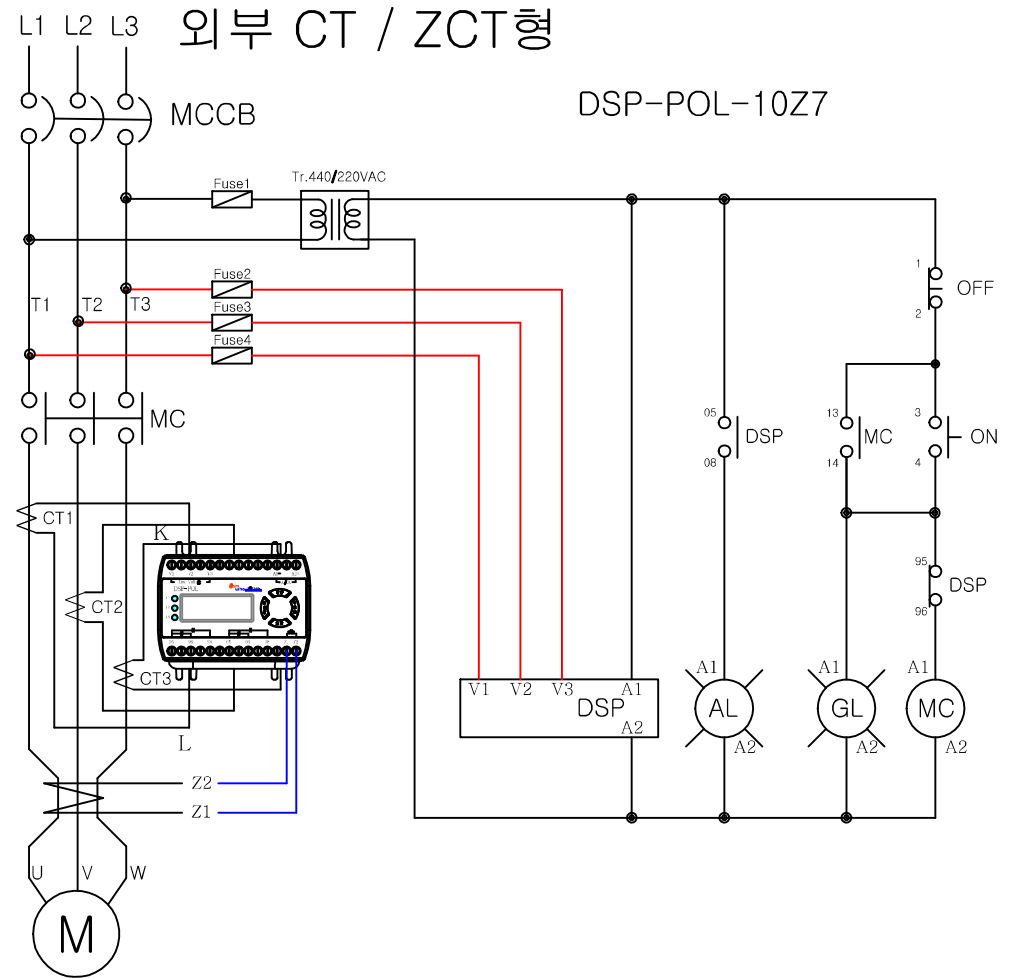 L1 L2 L3
외부 CT / ZCT형
MCCB
DSP-POL-10Z7
Fuse1
Tr.440/220VAC
Fuse2
T1 T2 T3
Fuse3
Fuse4
1
OFF
2
MC
05
DSP
08
13
MC
14
3
ON
4
CT1
K
DSP-POL
CT2
CT3
L
95
DSP
96
V1 V2 V3 A1
DSP
A2
A1
AL
A2
A1
GL
A2
A1
MC
A2
Z2
Z1
U V W
M